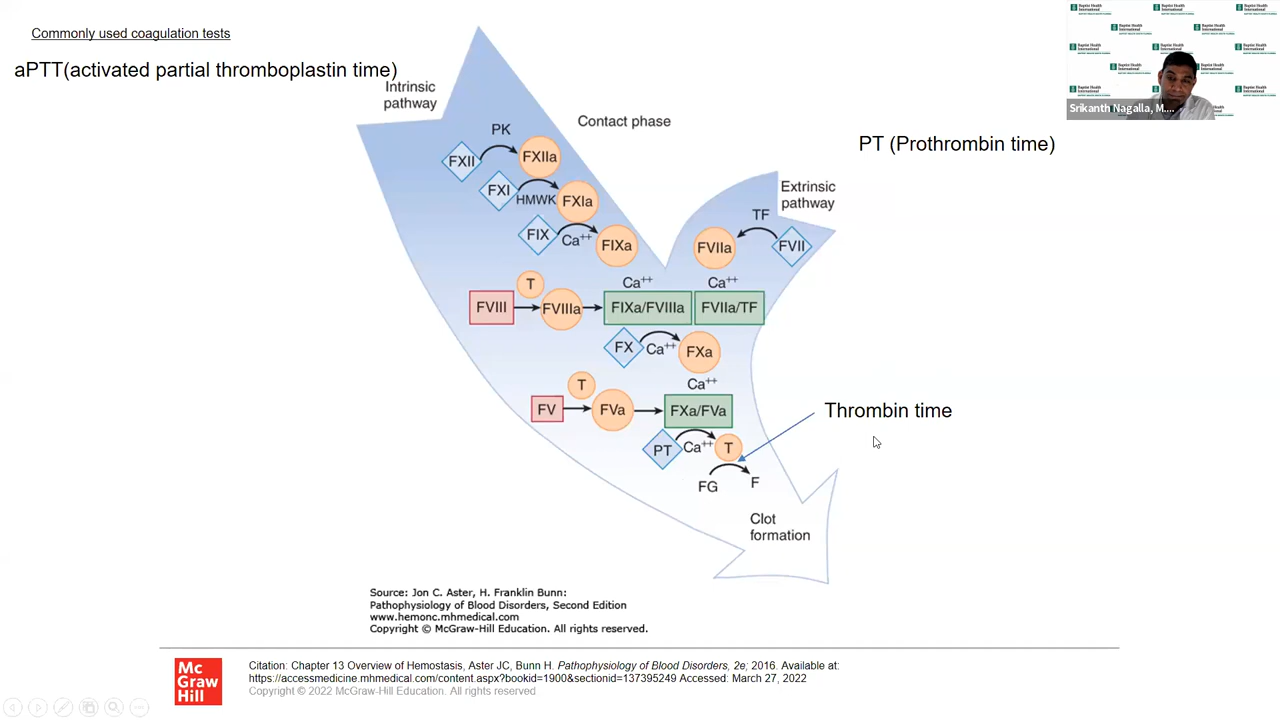 Commonly used coagulation tests
aPTT(activated partial thromboplastin time)
Intrinsic
pathway
Contact phase
PT (Prothrombin time)
Extrinsic
pathway
PK
FXII
FXIIa
FXI
HMWK
FXIa
FIX
Ca++
FIXa
TF
FVIIa
FVII
T
Ca++
Ca++
FVIII
FVIIIa
FIXa/FVIIIa
FVIIa/TF
FX
Ca++
FXa
T
Ca++
FV
FVa
FXa/FVa
Thrombin time
PT
Ca++
T
FG
F
Clot
formation
Source: Jon C. Aster, H. Franklin Bunn:
Pathophysiology of Blood Disorders, Second Edition
www.hemonc.mhmedical.com
Copyright © McGraw-Hill Education. All rights reserved.
Mc
Graw
Hill
Citation: Chapter 13 Overview of Hemostasis, Aster JC, Bunn H. Pathophysiology of Blood Disorders, 2e; 2016. Available at:
https://accessmedicine.mhmedical.com/content.aspx?bookid=1900&sectionid=137395249 Accessed: March 27, 2022
Copyright © 2022 McGraw-Hill Education. All rights reserved
Baptist Health
International
Srikanth Nagalla, M....